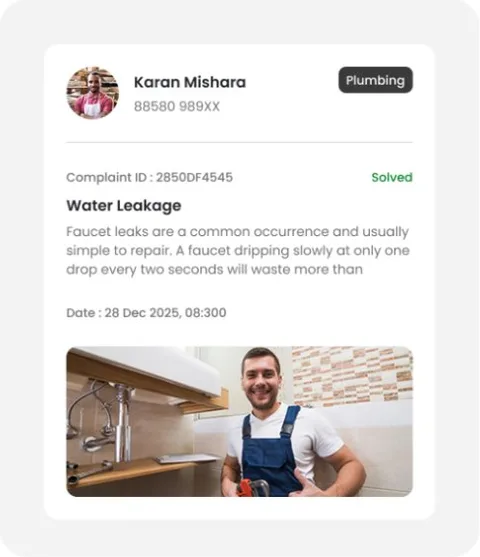 Karan Mishara
88580 989XX
Plumbing
Complaint ID : 2850DF4545
Solved
Water Leakage
Faucet leaks are a common occurrence and usually
simple to repair. A faucet dripping slowly at only one
drop every two seconds will waste more than
Date : 28 Dec 2025, 08:300